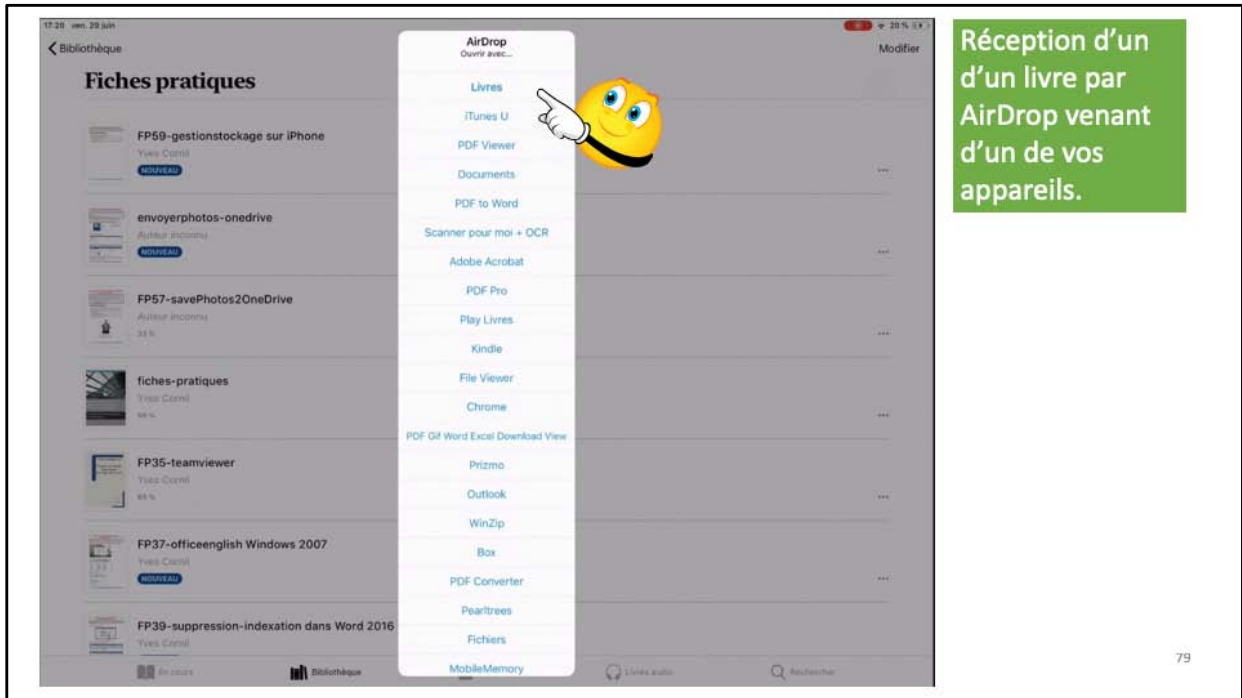 17:20 ven. 29 juin
20 %
Bibliothèque
Modifier
Fiches pratiques
FP59-gestionstockage sur iPhone
Yves Cornil
NOUVEAU
envoyerphotos-onedrive
Auteur inconnu
NOUVEAU
FP57-savePhotos2OneDrive
Auteur inconnu
33 %
fiches-pratiques
Yves Cornil
FP35-teamviewer
Yves Cornil
FP37-officeenglish Windows 2007
Yves Cornil
NOUVEAU
FP39-suppression-indexation dans Word 2016
Yves Cornil
AirDrop
Ouvrir avec...
Livres
iTunes U
PDF Viewer
Documents
PDF to Word
Scanner pour moi + OCR
Adobe Acrobat
PDF Pro
Play Livres
Kindle
File Viewer
Chrome
PDF Gif Word Excel Download View
Prizmo
Outlook
WinZip
Box
PDF Converter
Pearltrees
Fichiers
MobileMemory
En cours
Bibliothèque
Livres audio
Rechercher
Réception d'un
d'un livre par
AirDrop venant
d'un de vos
appareils.
79